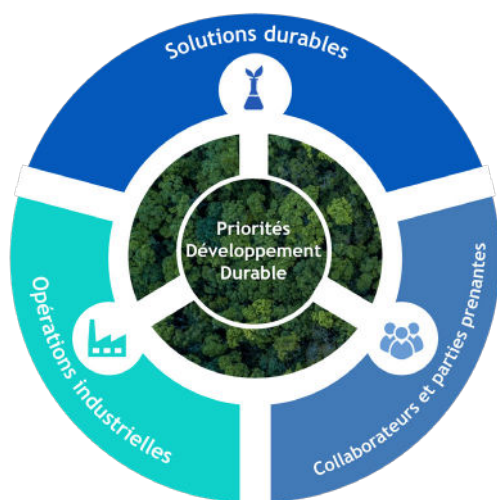 Solutions durables
Priorités
Développement
Durable
Opérations industrielles
Collaborateurs et parties prenantes